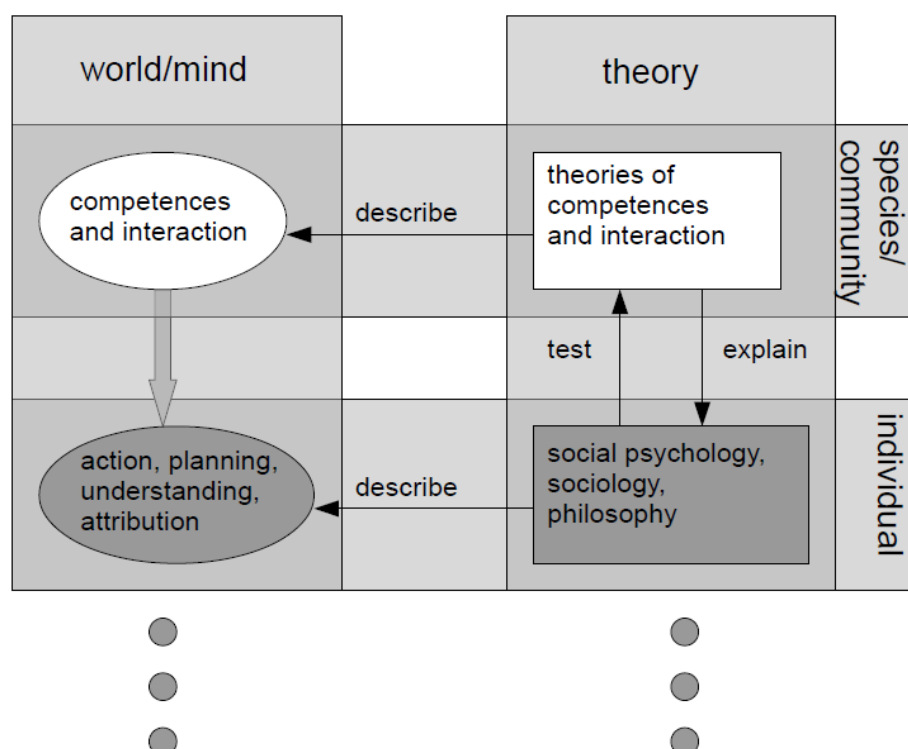 world/mind
theory
species/
community
competences
and interaction
describe
theories of
competences
and interaction
test
explain
individual
action, planning,
understanding,
attribution
describe
social psychology,
sociology,
philosophy